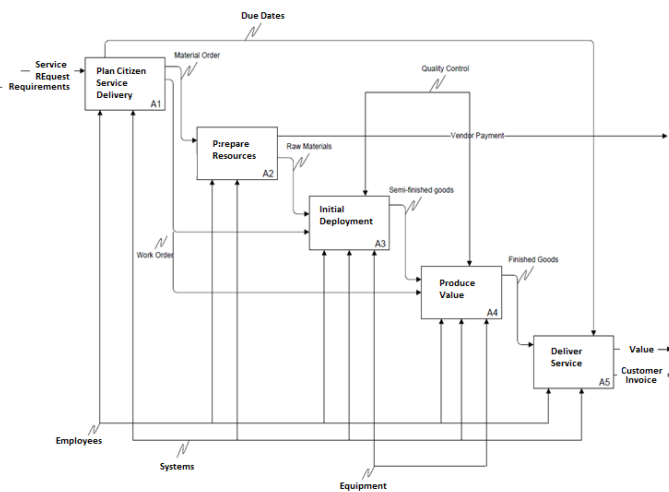 Due Dates
Service
REquest
Requirements
Plan Citizen
Service
Delivery
A1
Material Order
Quality Control
P:repare
Resources
A2
Vendor Payment
Raw Materials
Initial
Deployment
A3
Semi-finished goods
Work Order
Produce
Value
A4
Finished Goods
Deliver
Service
A5
Value
Customer
Invoice
Employees
Systems
Equipment